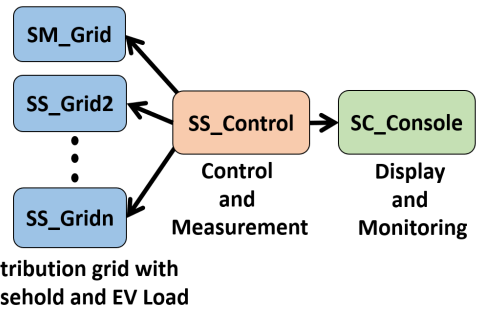 SM_Grid
SS_Grid2
SS_Gridn
SS_Control
SC_Console
Control
and
Measurement
Display
and
Monitoring
tribution grid with
sehold and EV Load